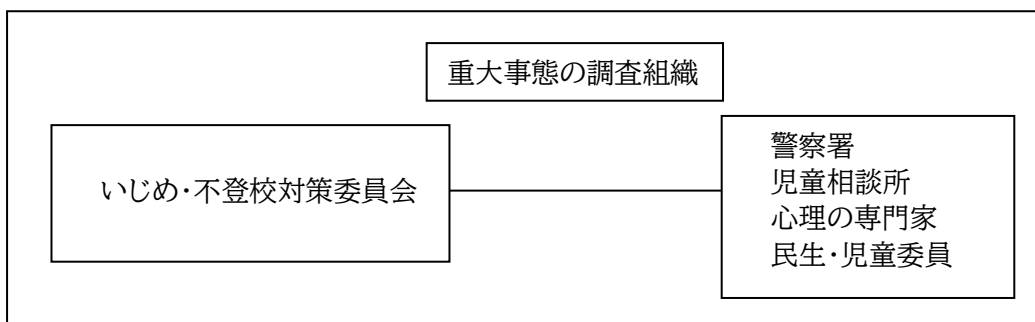 重大事態の調査組織
いじめ・不登校対策委員会
警察署
児童相談所
心理の専門家
民生・児童委員